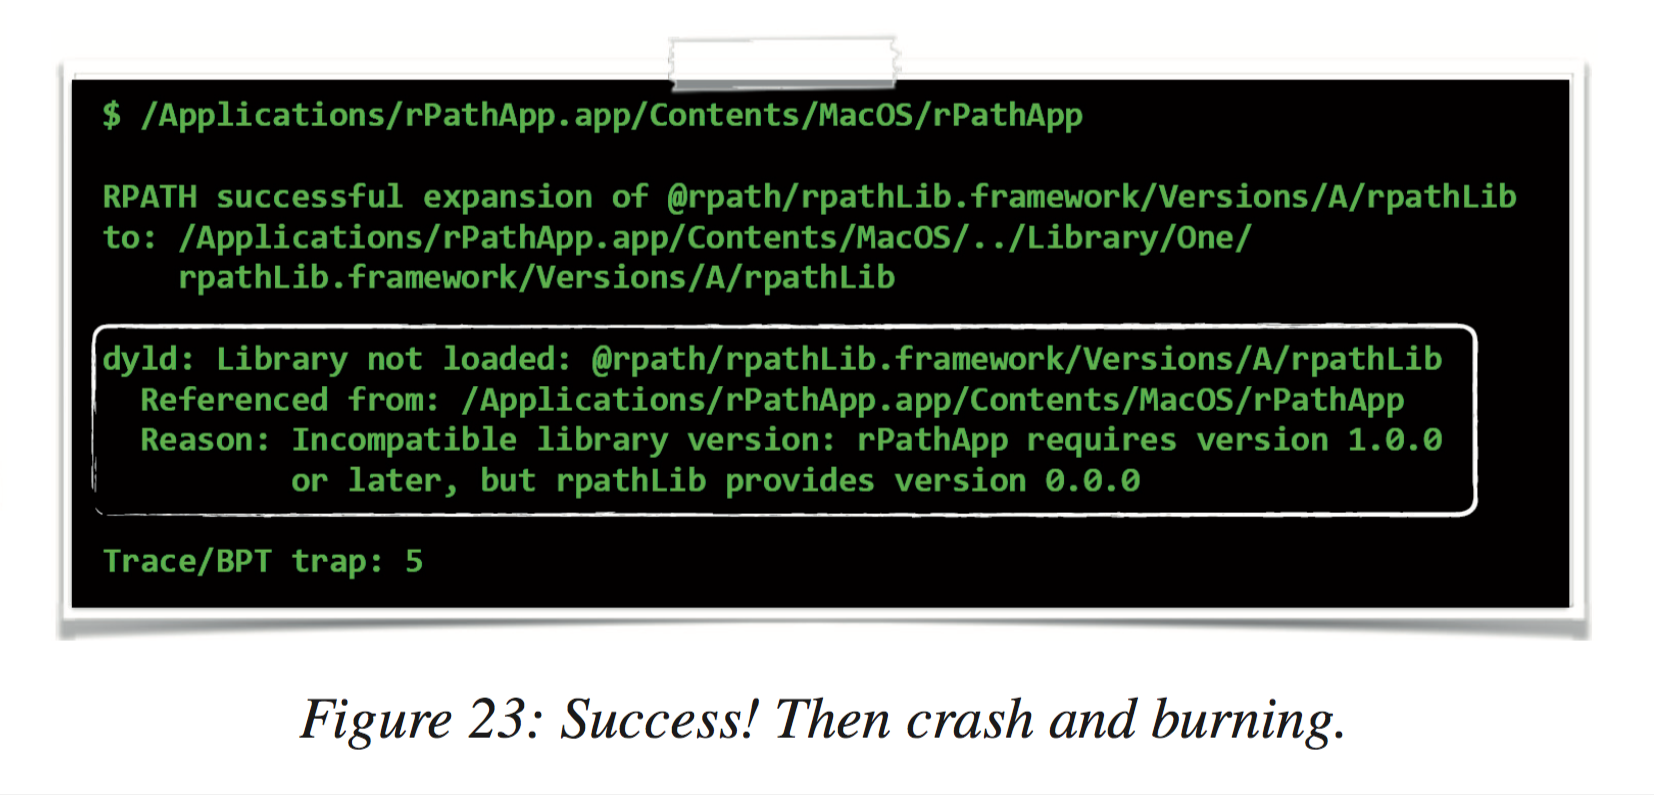 $ /Applications/rPathApp.app/Contents/MacOS/rPathApp
RPATH successful expansion of @rpath/rpathLib.framework/Versions/A/rpathLib
to: /Applications/rPathApp.app/Contents/MacOS/../Library/One/
rpathLib.framework/Versions/A/rpathLib
dyld: Library not loaded: @rpath/rpathLib.framework/Versions/A/rpathLib
Referenced from: /Applications/rPathApp.app/Contents/MacOS/rPathApp
Reason: Incompatible library version: rPathApp requires version 1.0.0
or later, but rpathLib provides version 0.0.0
Trace/BPT trap: 5
Figure 23: Success! Then crash and burning.